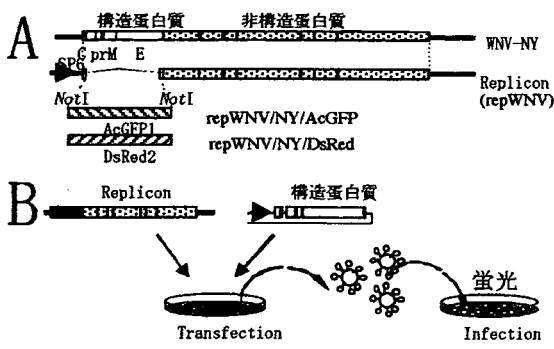 A
構造蛋白質 非構造蛋白質
C prM E
WNV-NY
SP6
Replicon
(repWNV)
NotI NotI
AcGFP1
repWNV/NY/AcGFP
DsRed2
repWNV/NY/DsRed
B
Replicon
構造蛋白質
蛍光
Transfection
Infection